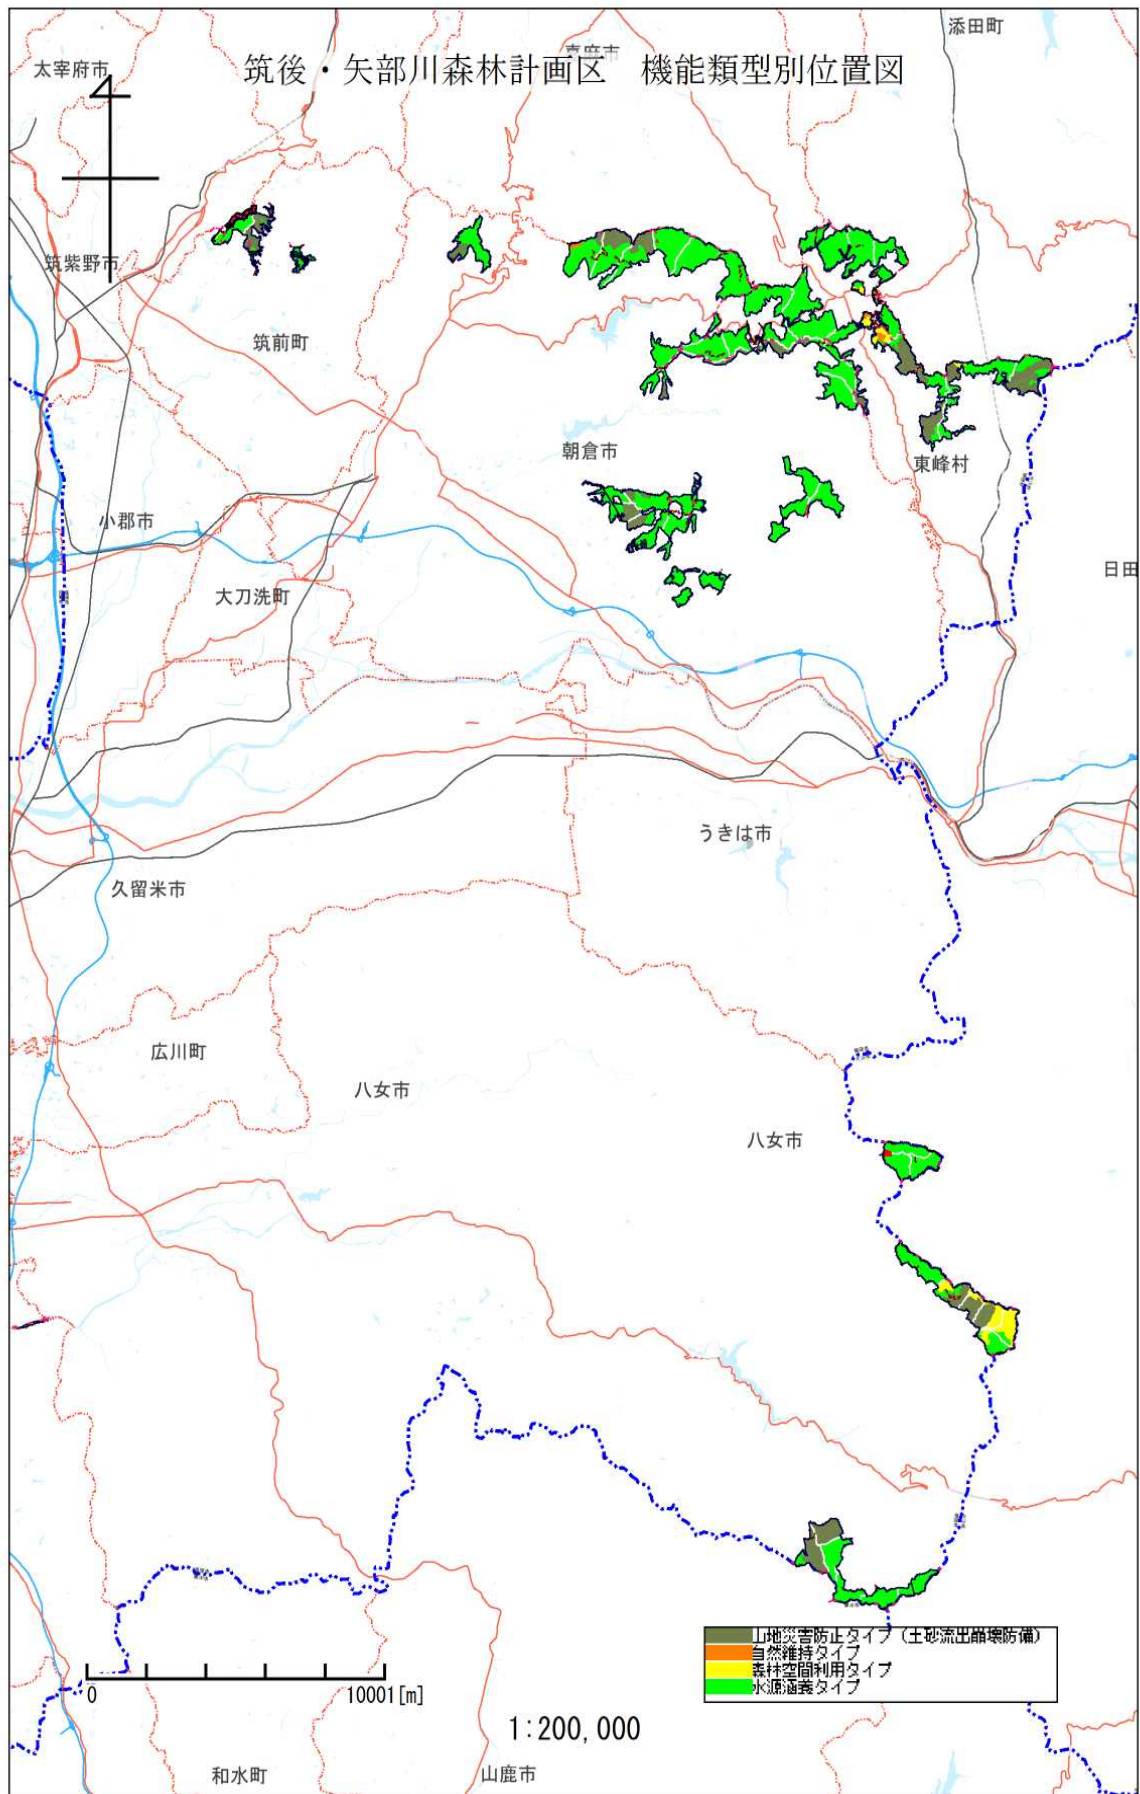 添田町
嘉麻市
太宰府市
筑後・矢部川森林計画区　機能類型別位置図
筑紫野市
筑前町
朝倉市
東峰村
小郡市
日田
大刀洗町
うきは市
久留米市
広川町
八女市
八女市
山地災害防止タイプ（土砂流出崩壊防備）
自然維持タイプ
森林空間利用タイプ
水源涵養タイプ
0
10001[m]
1:200,000
和水町
山鹿市